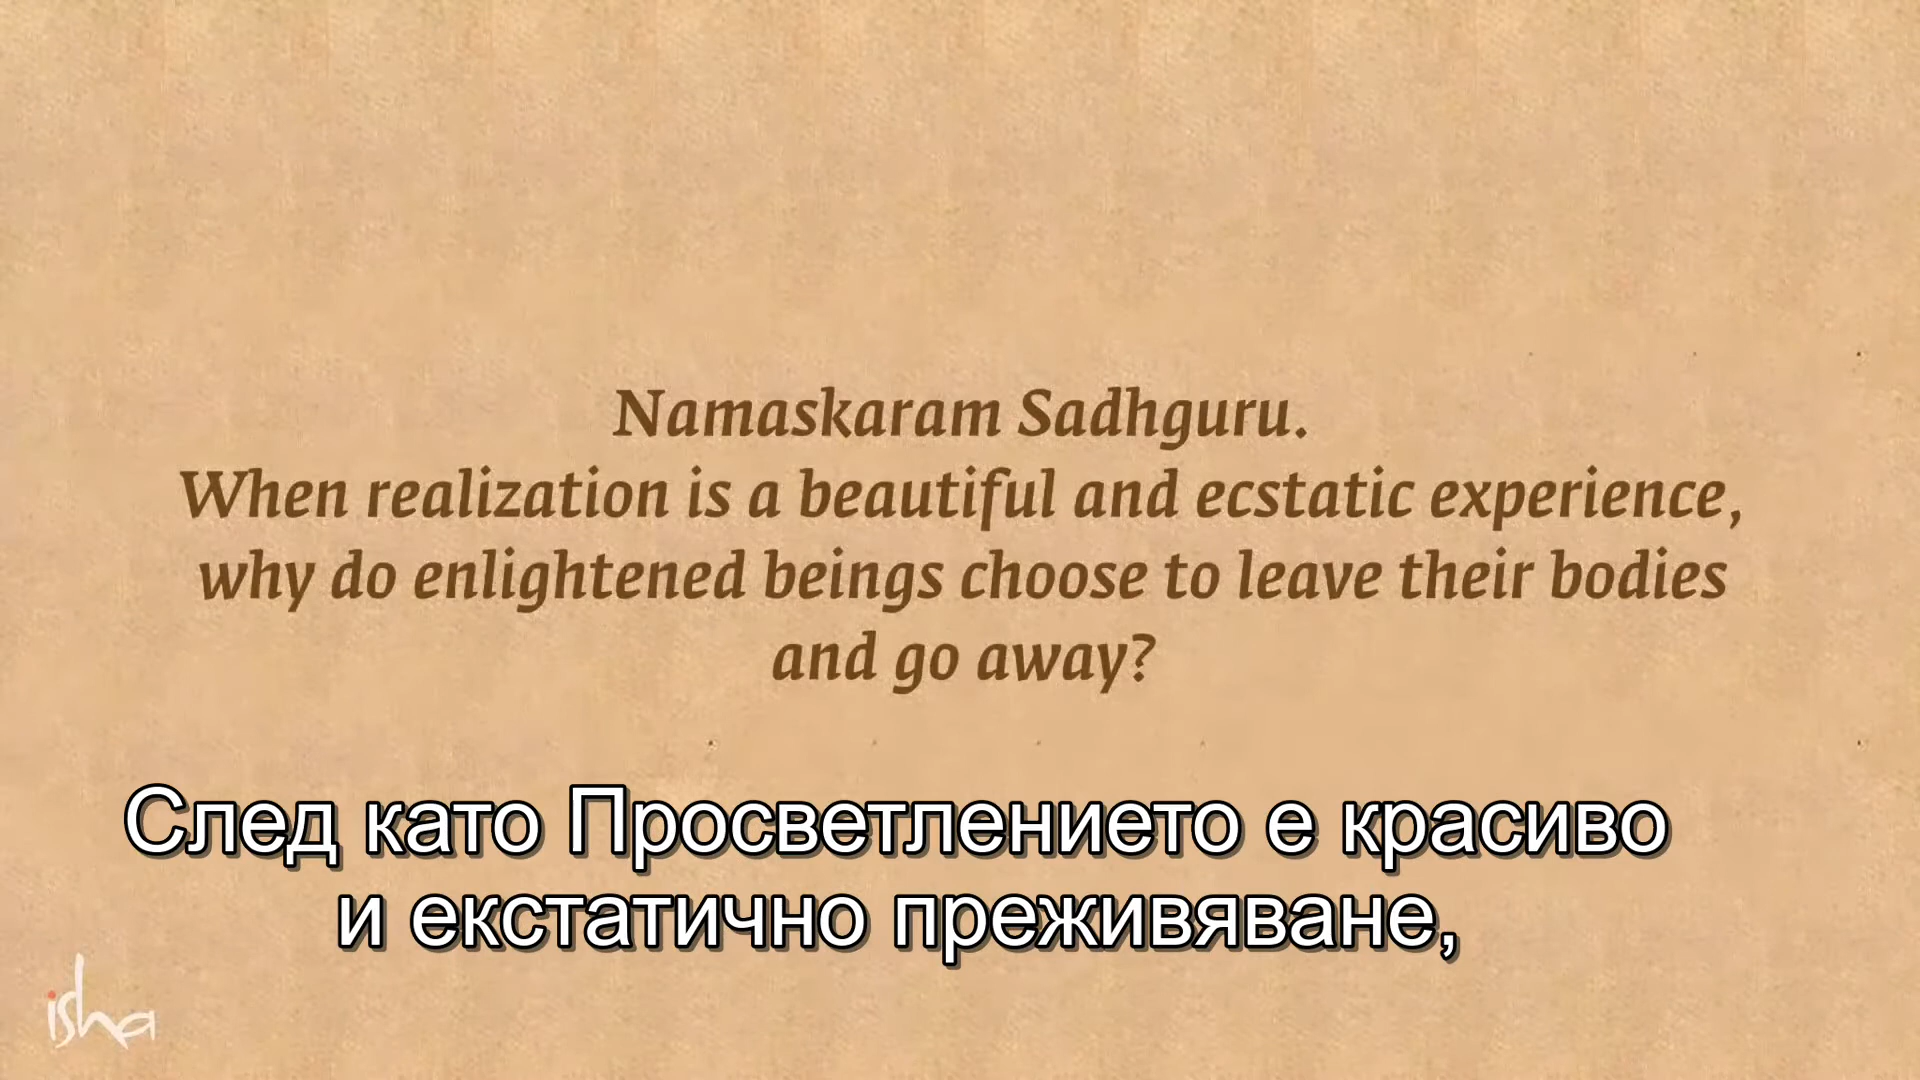 Namaskaram Sadhguru.
When realization is a beautiful and ecstatic experience,
why do enlightened beings choose to leave their bodies
and go away?
След като Просветлението е красиво
и екстатично преживяване,
isha